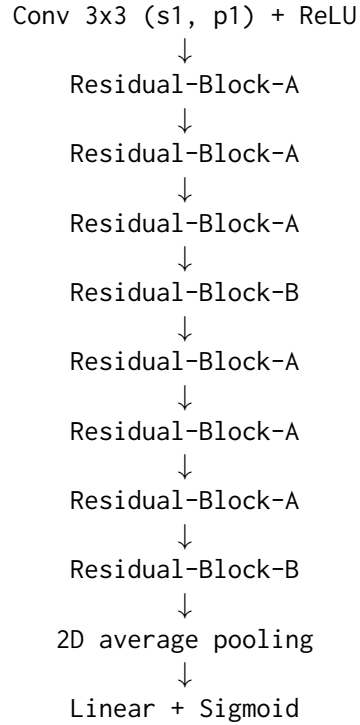 Conv 3x3 (s1, p1) + ReLU
↓
Residual-Block-A
↓
Residual-Block-A
↓
Residual-Block-A
↓
Residual-Block-B
↓
Residual-Block-A
↓
Residual-Block-A
↓
Residual-Block-A
↓
Residual-Block-B
↓
2D average pooling
↓
Linear + Sigmoid